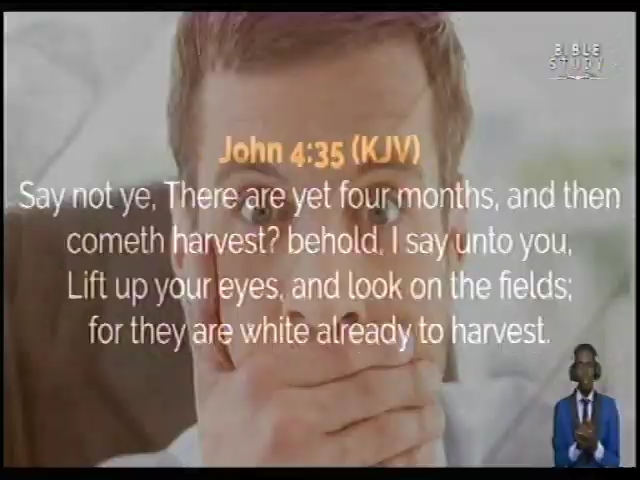 BIBLE
STUDY
John 4:35 (KJV)
Say not ye, There are yet four months, and then
cometh harvest? behold, I say unto you,
Lift up your eyes, and look on the fields;
for they are white already to harvest.